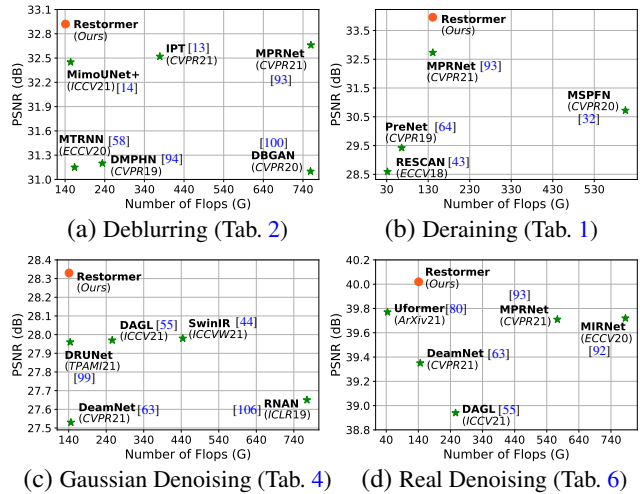 33.1
32.8
32.5
32.2
31.9
31.6
31.3
31.0
PSNR (dB)
Restormer
(Ours)
IPT [13]
(CVPR21)
MPRNet
(CVPR21)
[93]
MimoUNet+
(ICCV21)
[14]
MTRNN [58]
(ECCV20)
DMPHN [94]
(CVPR19)
[100]
DBGAN
(CVPR20)
140 240 340 440 540 640 760
Number of Flops (G)
(a) Deblurring (Tab. 2)
33.5
32.5
31.5
30.5
29.5
28.5
PSNR (dB)
Restormer
(Ours)
MPRNet [93]
(CVPR21)
MSPFN
(CVPR20)
[32]
PreNet [64]
(CVPR19)
RESCAN [43]
(ECCV18)
30 130 230 330 430 530
Number of Flops (G)
(b) Deraining (Tab. 1)
28.4
28.3
28.2
28.1
28.0
27.9
27.8
27.7
27.6
27.5
PSNR (dB)
Restormer
(Ours)
DAGL [55]
(ICCV21)
SwinIR [44]
(ICCVW21)
DRUNet
(TPAMI21)
[99]
DeamNet [63]
(CVPR21)
[106] RNAN
(ICLR19)
140 240 340 440 540 640 760
Number of Flops (G)
(c) Gaussian Denoising (Tab. 4)
40.2
40.0
39.8
39.6
39.4
39.2
39.0
38.8
PSNR (dB)
Restormer
(Ours)
Uformer [80]
(ArXiv21)
[93]
MPRNet
(CVPR21)
MIRNet
(ECCV20)
[92]
DeamNet [63]
(CVPR21)
DAGL [55]
(ICCV21)
40 140 240 340 440 540 640 760
Number of Flops (G)
(d) Real Denoising (Tab. 6)